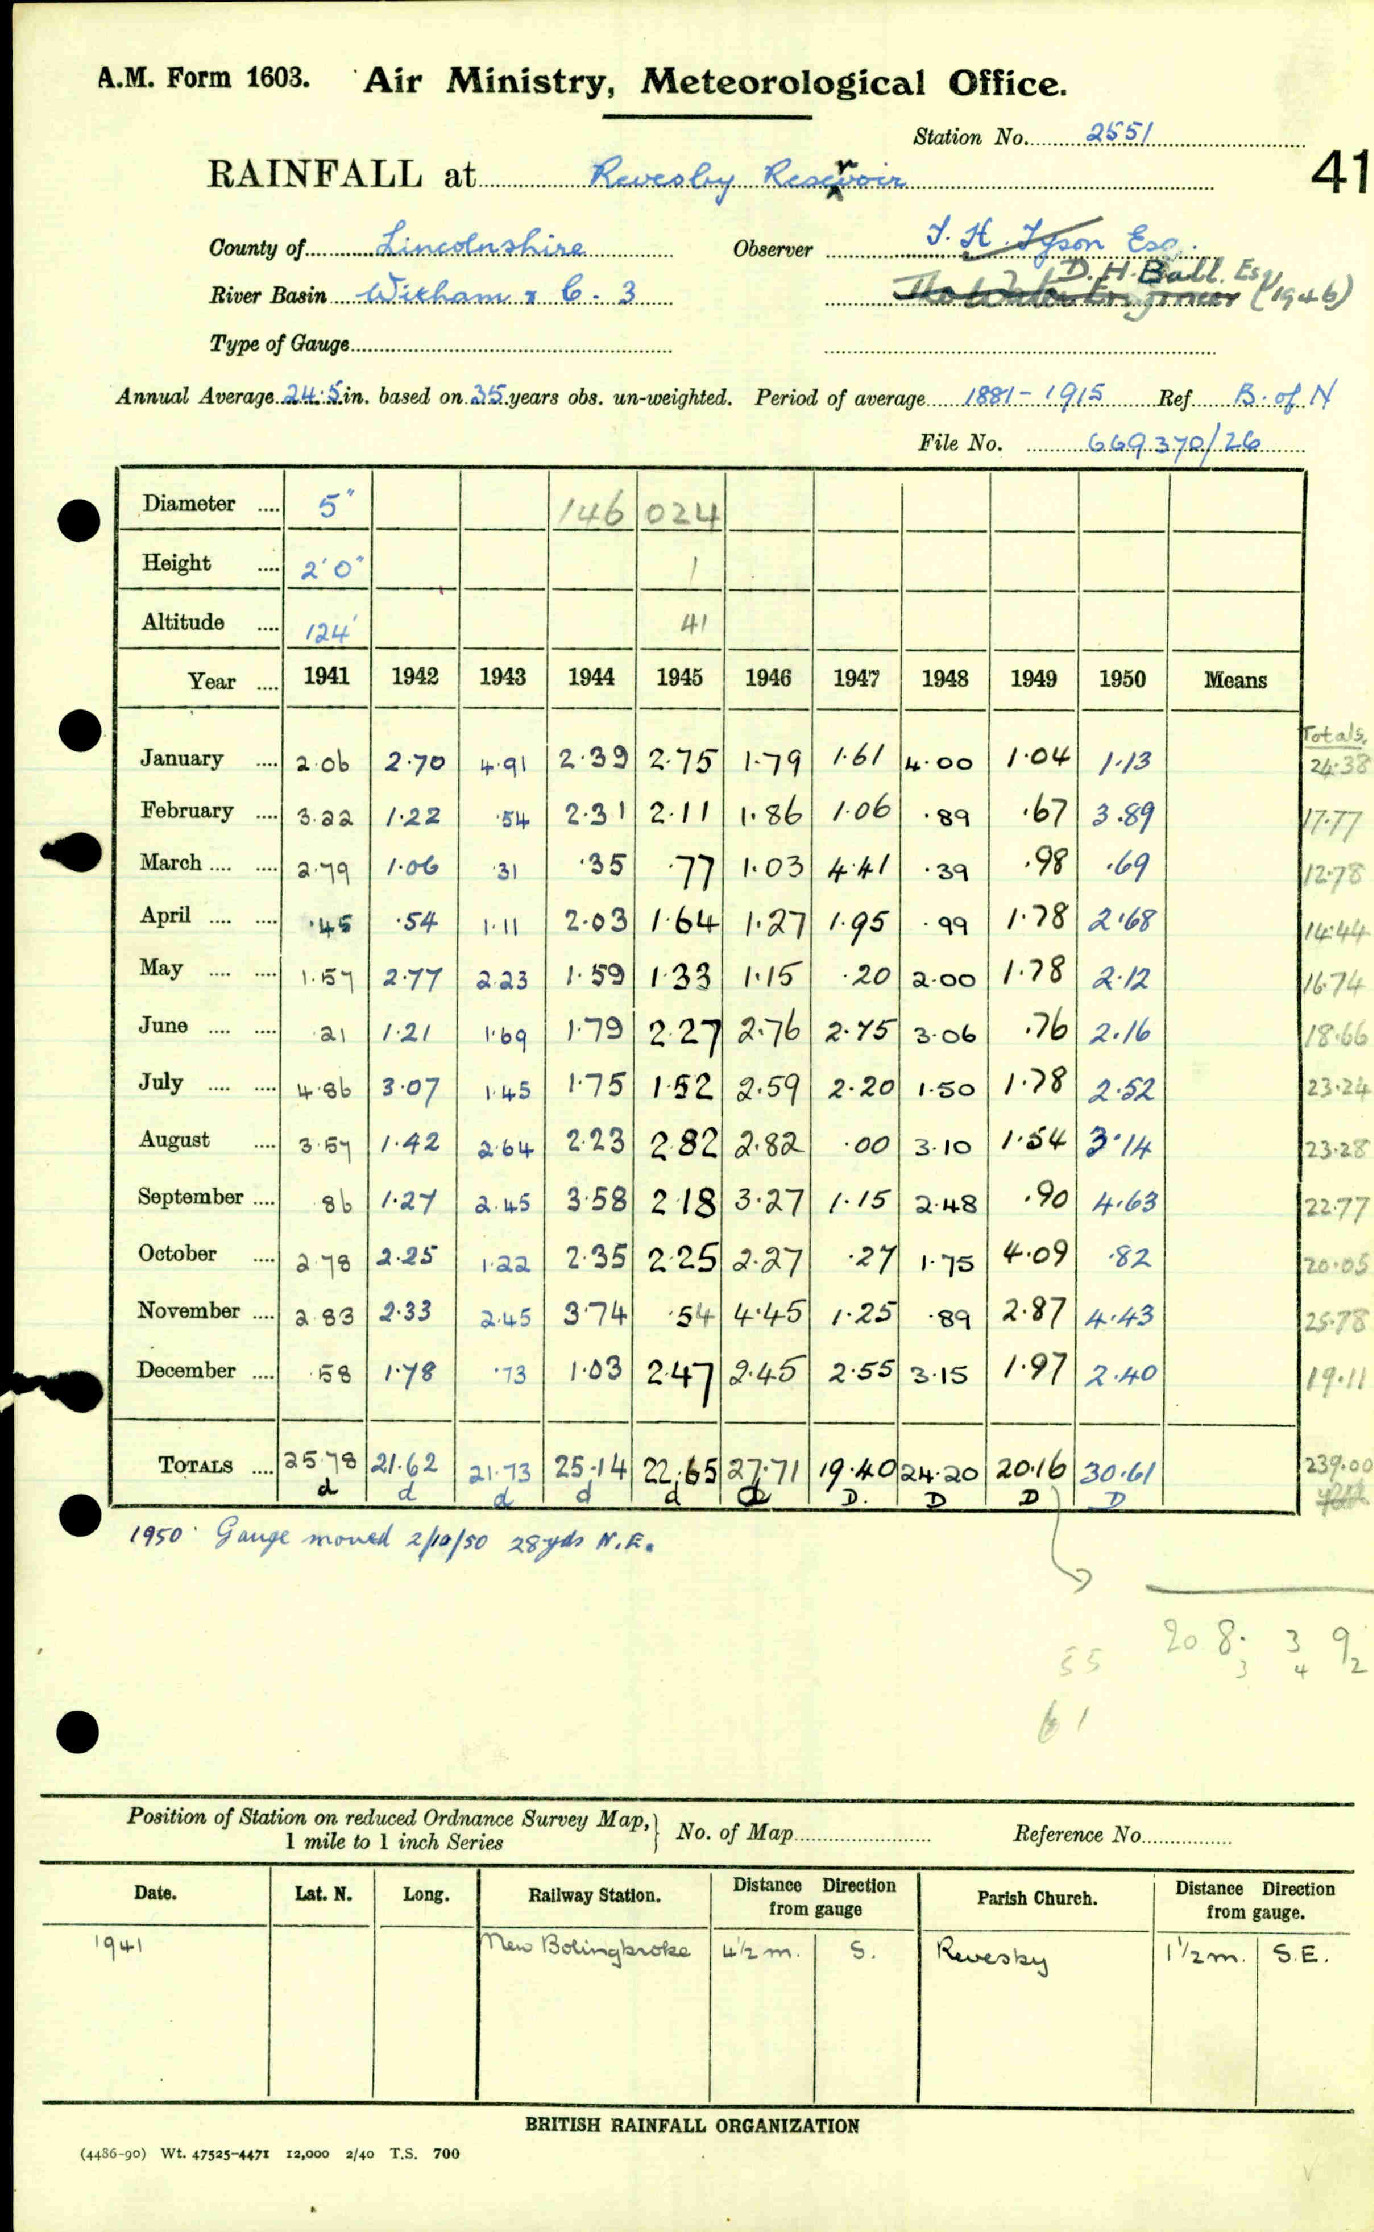 A.M. Form 1603. Air Ministry, Meteorological Office.
Station No. 2551
RAINFALL at Revesby Reservoir
41
County of Lincolnshire Observer T. H. Tyson Esq.
D. H. Ball. Esq
River Basin Witham & C. 3 The Water Engineer (1946)
Type of Gauge
Annual Average 24.5 in. based on 35 years obs. un-weighted. Period of average 1881-1915 Ref B. of N
File No. 669370/26
Diameter .... 5" 146 024
Height .... 2'0" 1
Altitude .... 124' 41
Year .... 1941 1942 1943 1944 1945 1946 1947 1948 1949 1950 Means
Totals
January .... 2.06 2.70 4.91 2.39 2.75 1.79 1.61 4.00 1.04 1.13 24.38
February .... 3.22 1.22 .54 2.31 2.11 1.86 1.06 .89 .67 3.89 17.77
March .... .... 2.79 1.06 .31 .35 .77 1.03 4.41 .39 .98 .69 12.78
April .... .... .45 .54 1.11 2.03 1.64 1.27 1.95 .99 1.78 2.68 14.44
May .... .... 1.57 2.77 2.23 1.59 1.33 1.15 .20 2.00 1.78 2.12 16.74
June .... .... .21 1.21 1.69 1.79 2.27 2.76 2.75 3.06 .76 2.16 18.66
July .... .... 4.86 3.07 1.45 1.75 1.52 2.59 2.20 1.50 1.78 2.52 23.24
August .... 3.57 1.42 2.64 2.23 2.82 2.82 .00 3.10 1.54 3.14 23.28
September .... .86 1.27 2.45 3.58 2.18 3.27 1.15 2.48 .90 4.63 22.77
October .... 2.78 2.25 1.22 2.35 2.25 2.27 .27 1.75 4.09 .82 20.05
November .... 2.83 2.33 2.45 3.74 .54 4.45 1.25 .89 2.87 4.43 25.78
December .... .58 1.78 .73 1.03 2.47 2.45 2.55 3.15 1.97 2.40 19.11
TOTALS .... 25.78 21.62 21.73 25.14 22.65 27.71 19.40 24.20 20.16 30.61 239.00
d d d d d D D. D D D
1950 Gauge moved 2/10/50 28yds N.E.
20 8. 3 9
3 4 2
55
61
Position of Station on reduced Ordnance Survey Map,
1 mile to 1 inch Series
No. of Map Reference No.
Date. Lat. N. Long. Railway Station. Distance Direction from gauge Parish Church. Distance Direction from gauge.
1941 New Bolingbroke 4½ m. S. Revesby 1½ m. S.E.
BRITISH RAINFALL ORGANIZATION
(4486-90) Wt. 47525-4471 12,000 2/40 T.S. 700